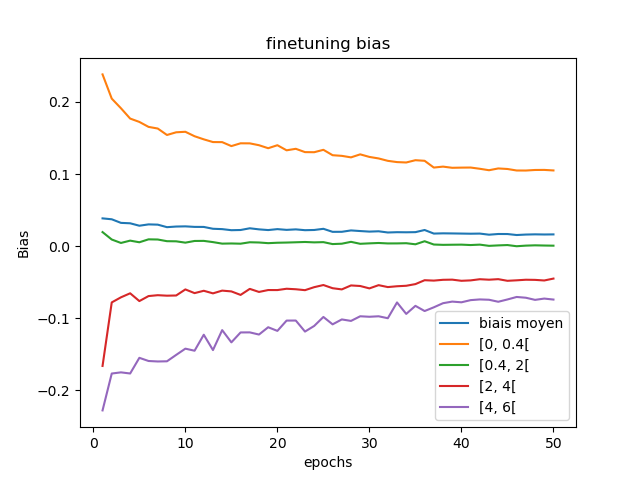 finetuning bias
Bias
0.2
0.1
0.0
−0.1
−0.2
biais moyen
[0, 0.4[
[0.4, 2[
[2, 4[
[4, 6[
0 10 20 30 40 50
epochs